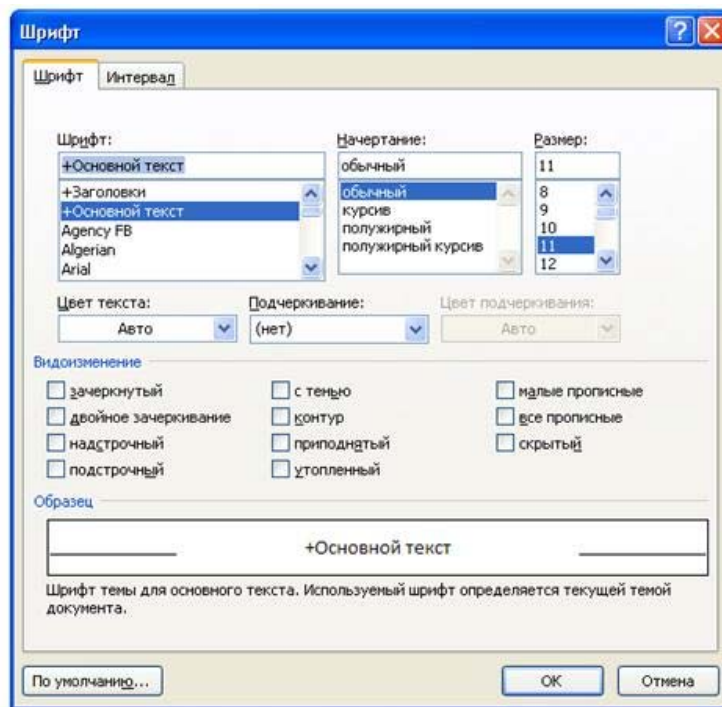 Шрифт
Шрифт Интервал
Шрифт: Начертание: Размер:
+Основной текст обычный 11
+Заголовки обычный 8
+Основной текст курсив 9
Agency FB полужирный 10
Algerian полужирный курсив 11
Arial 12
Цвет текста: Подчеркивание: Цвет подчеркивания:
Авто (нет) Авто
Видоизменение
зачеркнутый с тенью малые прописные
двойное зачеркивание контур все прописные
надстрочный приподнятый скрытый
подстрочный утопленный
Образец
+Основной текст
Шрифт темы для основного текста. Используемый шрифт определяется текущей темой
документа.
По умолчанию... ОК Отмена